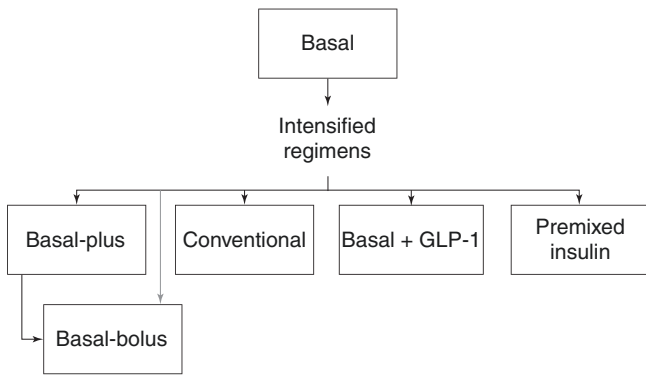 Basal
Intensified
regimens
Basal-plus
Conventional
Basal + GLP-1
Premixed
insulin
Basal-bolus